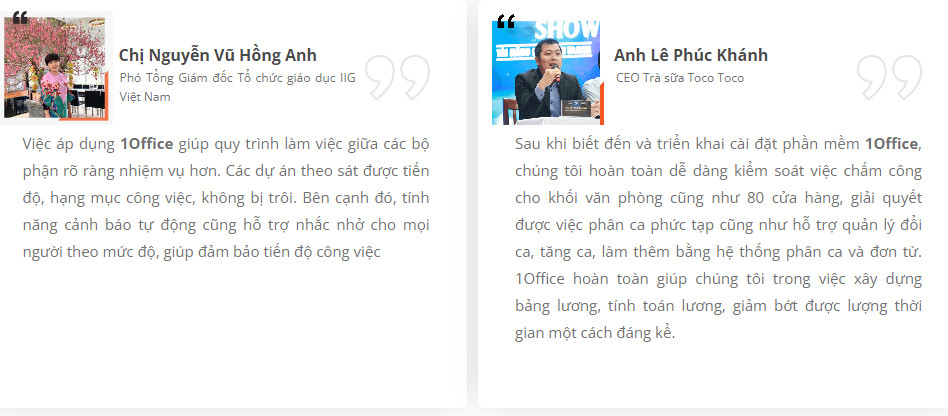 Chị Nguyễn Vũ Hồng Anh
Phó Tổng Giám đốc Tổ chức giáo dục IIG
Việt Nam
Việc áp dụng 1Office giúp quy trình làm việc giữa các bộ
phận rõ ràng nhiệm vụ hơn. Các dự án theo sát được tiến
độ, hạng mục công việc, không bị trôi. Bên cạnh đó, tính
năng cảnh báo tự động cũng hỗ trợ nhắc nhở cho mọi
người theo mức độ, giúp đảm bảo tiến độ công việc
SHOW
Anh Lê Phúc Khánh
CEO Trà sữa Toco Toco
Sau khi biết đến và triển khai cài đặt phần mềm 1Office,
chúng tôi hoàn toàn dễ dàng kiểm soát việc chấm công
cho khối văn phòng cũng như 80 cửa hàng, giải quyết
được việc phân ca phức tạp cũng như hỗ trợ quản lý đổi
ca, tăng ca, làm thêm bằng hệ thống phân ca và đơn từ.
1Office hoàn toàn giúp chúng tôi trong việc xây dựng
bảng lương, tính toán lương, giảm bớt được lượng thời
gian một cách đáng kể.